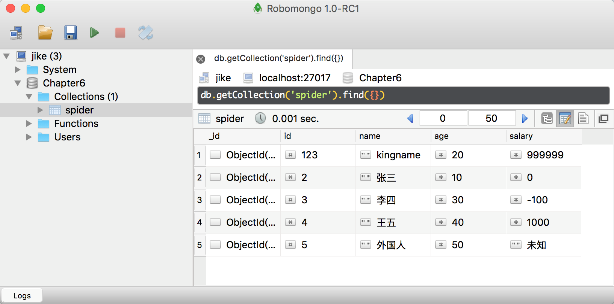 Robomongo 1.0-RC1
jike (3)
System
Chapter6
Collections (1)
spider
Functions
Users
db.getCollection('spider').find({})
jike localhost:27017 Chapter6
db.getCollection('spider').find({})
spider 0.001 sec. 0 50
_id id name age salary
1 ObjectId(... 123 kingname 20 999999
2 ObjectId(... 2 张三 10 0
3 ObjectId(... 3 李四 30 -100
4 ObjectId(... 4 王五 40 1000
5 ObjectId(... 5 外国人 50 未知
Logs